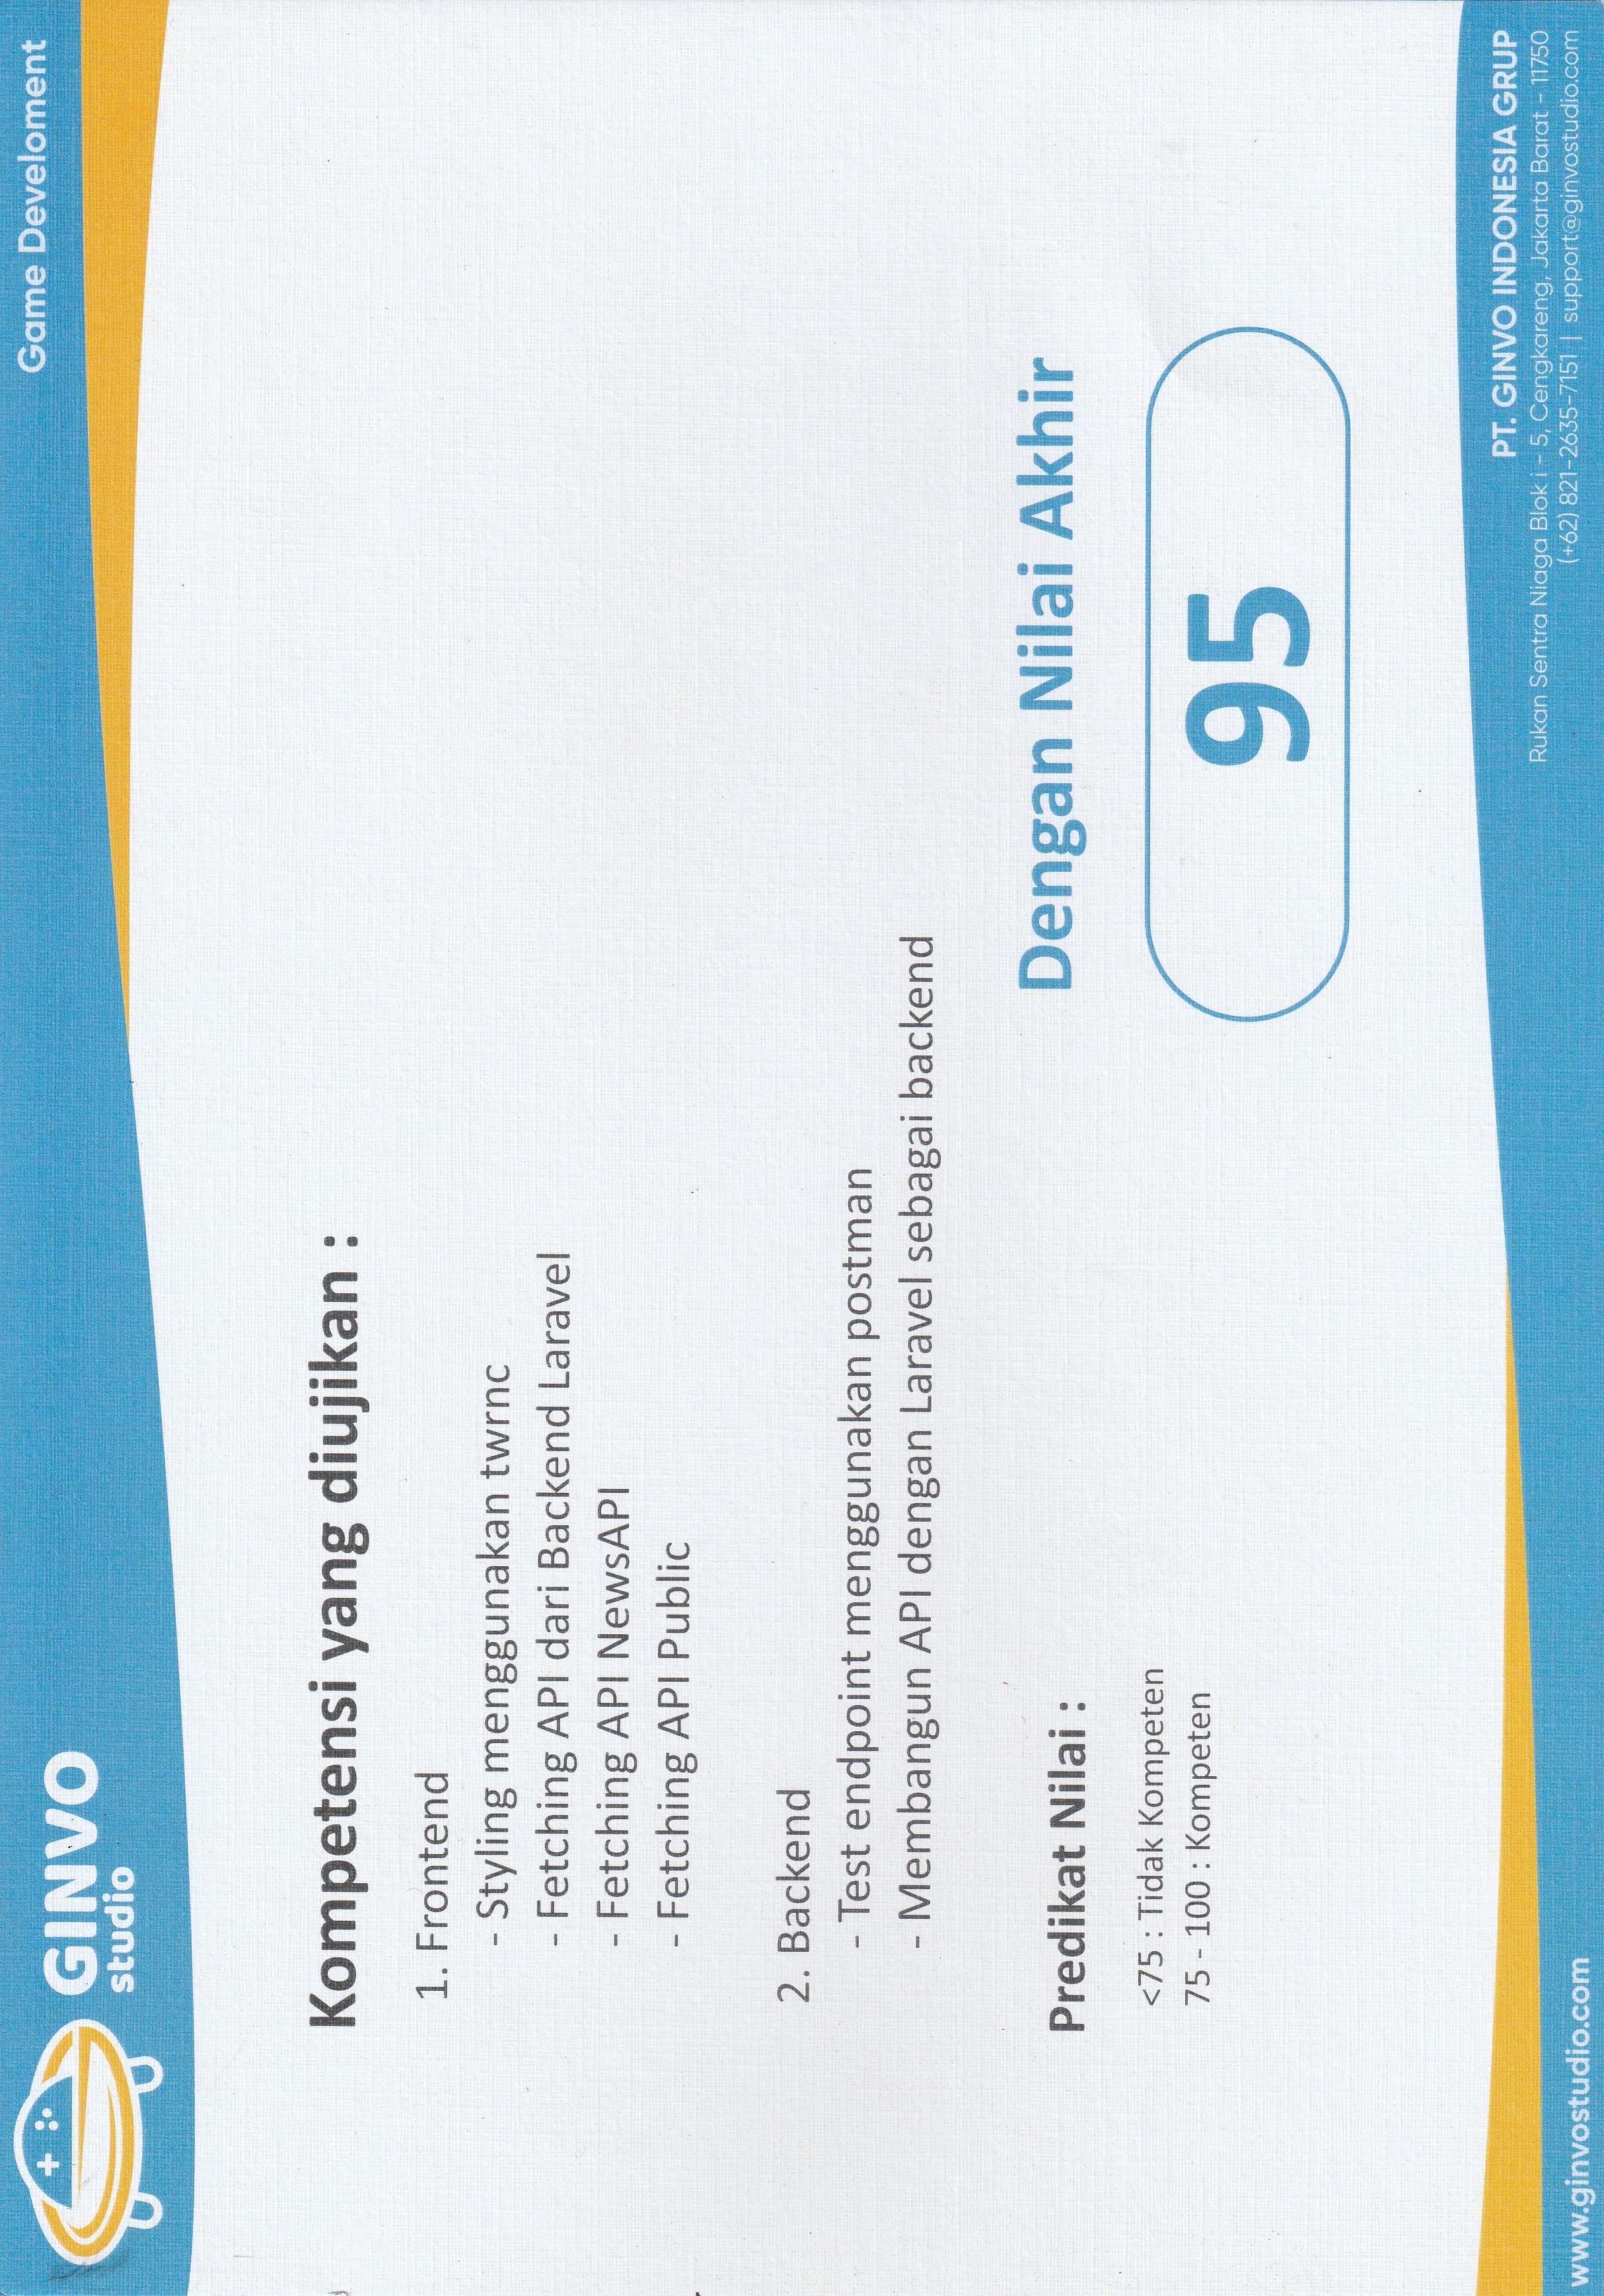 GINVO
studio
Game Develoment
Kompetensi yang diujikan :
1. Frontend
- Styling menggunakan twrnc
- Fetching API dari Backend Laravel
- Fetching API NewsAPI
- Fetching API Public
2. Backend
- Test endpoint menggunakan postman
- Membangun API dengan Laravel sebagai backend
Predikat Nilai :
<75 : Tidak Kompeten
75 - 100 : Kompeten
Dengan Nilai Akhir
95
PT. GINVO INDONESIA GRUP
Rukan Sentra Niaga Blok i - 5, Cengkareng, Jakarta Barat - 11750
(+62) 821-2635-7151 | support@ginvostudio.com
www.ginvostudio.com